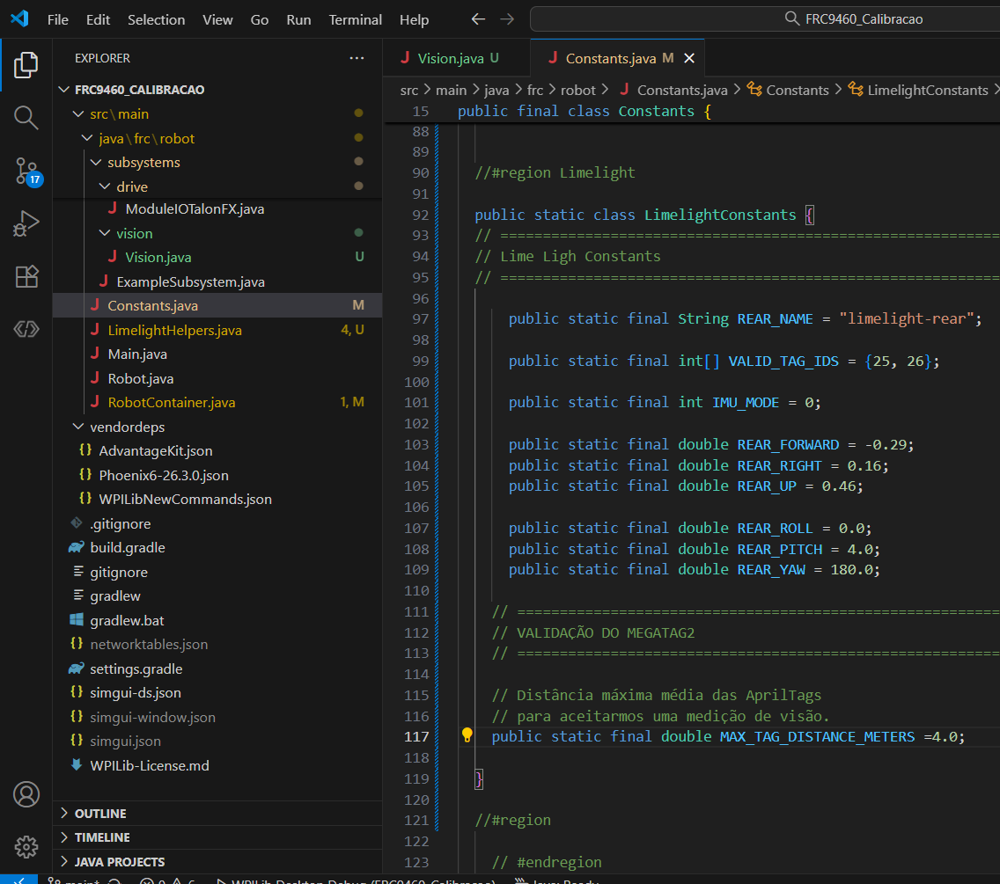 File Edit Selection View Go Run Terminal Help FRC9460_Calibracao
EXPLORER
FRC9460_CALIBRACAO
src\main
java\frc\robot
subsystems
drive
ModuleIOTalonFX.java
vision
Vision.java U
ExampleSubsystem.java
Constants.java M
LimelightHelpers.java 4, U
Main.java
Robot.java
RobotContainer.java 1, M
vendordeps
{} AdvantageKit.json
{} Phoenix6-26.3.0.json
{} WPILibNewCommands.json
.gitignore
build.gradle
gitignore
gradlew
gradlew.bat
{} networktables.json
settings.gradle
{} simgui-ds.json
{} simgui-window.json
{} simgui.json
WPILib-License.md
OUTLINE
TIMELINE
JAVA PROJECTS
17
Vision.java U Constants.java M
src > main > java > frc > robot > Constants.java > Constants > LimelightConstants >
15 public final class Constants {
88
89
90 //#region Limelight
91
92 public static class LimelightConstants {
93 // ===========================================================
94 // Lime Ligh Constants
95 // ===========================================================
96
97 public static final String REAR_NAME = "limelight-rear";
98
99 public static final int[] VALID_TAG_IDS = {25, 26};
100
101 public static final int IMU_MODE = 0;
102
103 public static final double REAR_FORWARD = -0.29;
104 public static final double REAR_RIGHT = 0.16;
105 public static final double REAR_UP = 0.46;
106
107 public static final double REAR_ROLL = 0.0;
108 public static final double REAR_PITCH = 4.0;
109 public static final double REAR_YAW = 180.0;
110
111 // =========================================================
112 // VALIDAÇÃO DO MEGATAG2
113 // =========================================================
114
115 // Distância máxima média das AprilTags
116 // para aceitarmos uma medição de visão.
117 public static final double MAX_TAG_DISTANCE_METERS =4.0;
118
119 }
120
121 //#region
122
123 // #endregion